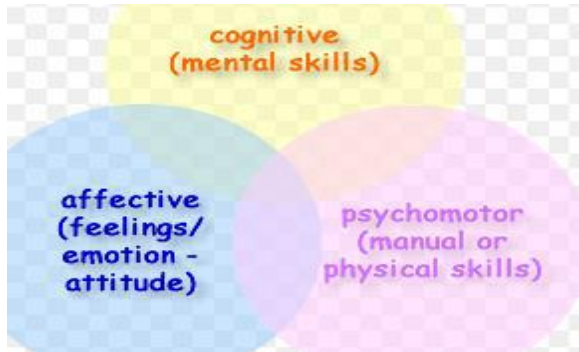 cognitive
(mental skills)
affective
(feelings/
emotion -
attitude)
psychomotor
(manual or
physical skills)